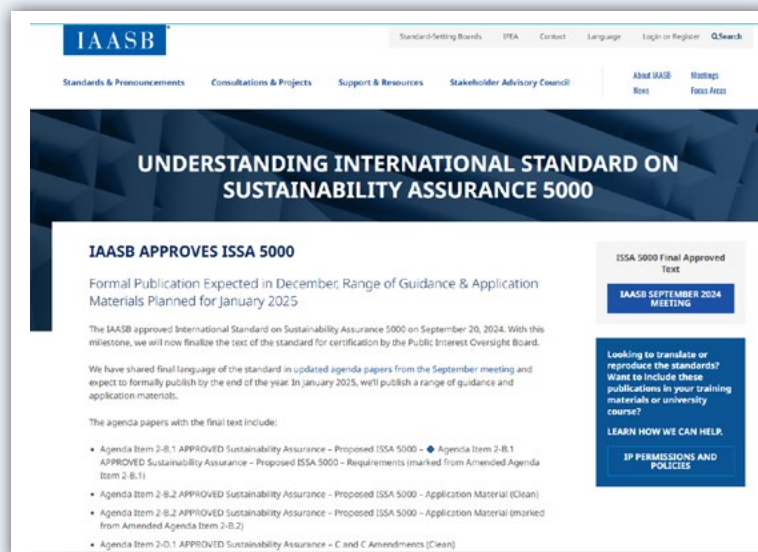 IAASB
Standard-Setting Boards IPEA Contact Language Login or Register Search
Standards & Pronouncements Consultations & Projects Support & Resources Stakeholder Advisory Council
About IAASB Meetings
News Focus Areas
UNDERSTANDING INTERNATIONAL STANDARD ON
SUSTAINABILITY ASSURANCE 5000
IAASB APPROVES ISSA 5000
Formal Publication Expected in December, Range of Guidance & Application
Materials Planned for January 2025
The IAASB approved International Standard on Sustainability Assurance 5000 on September 20, 2024. With this
milestone, we will now finalize the text of the standard for certification by the Public Interest Oversight Board.
We have shared final language of the standard in updated agenda papers from the September meeting and
expect to formally publish by the end of the year. In January 2025, we'll publish a range of guidance and
application materials.
The agenda papers with the final text include:
• Agenda Item 2-B.1 APPROVED Sustainability Assurance – Proposed ISSA 5000 – ◆ Agenda Item 2-B.1
APPROVED Sustainability Assurance – Proposed ISSA 5000 – Requirements (marked from Amended Agenda
Item 2-B.1)
• Agenda Item 2-B.2 APPROVED Sustainability Assurance – Proposed ISSA 5000 – Application Material (Clean)
• Agenda Item 2-B.2 APPROVED Sustainability Assurance – Proposed ISSA 5000 – Application Material (marked
from Amended Agenda Item 2-B.2)
• Agenda Item 2-D.1 APPROVED Sustainability Assurance – C and C Amendments (Clean)
ISSA 5000 Final Approved
Text
IAASB SEPTEMBER 2024
MEETING
Looking to translate or
reproduce the standards?
Want to include these
publications in your training
materials or university
course?
LEARN HOW WE CAN HELP.
IP PERMISSIONS AND
POLICIES